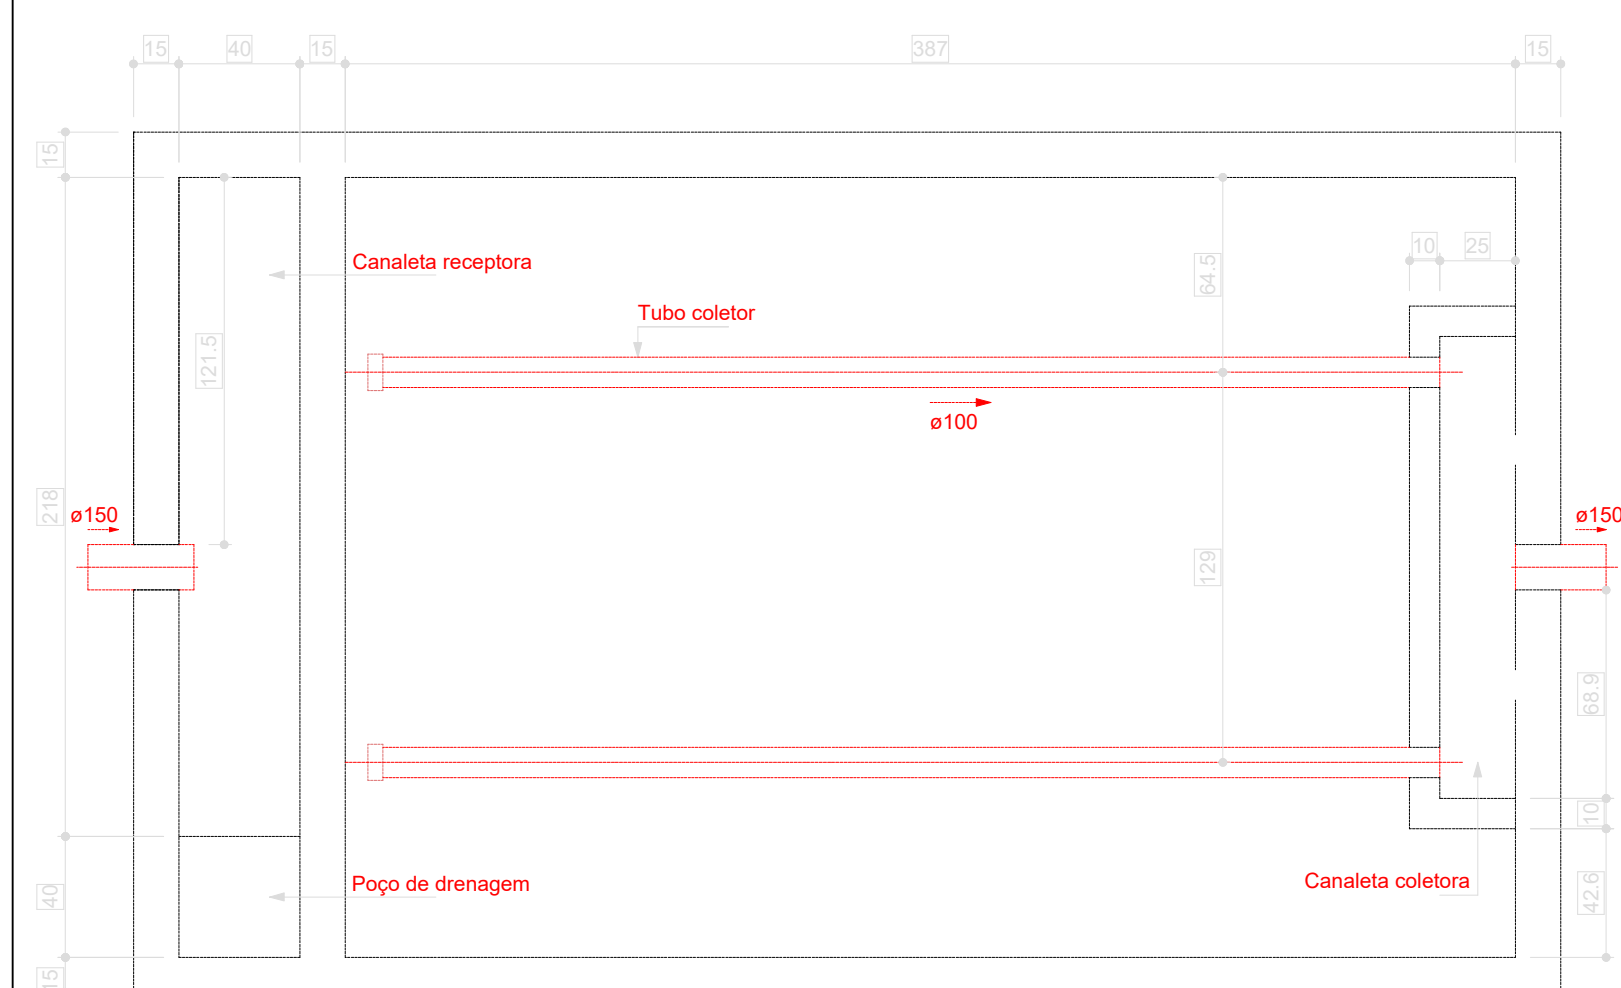 15
40
15
387
15
15
10
25
Canaleta receptora
64.5
Tubo coletor
121.5
ø100
218
ø150
ø150
129
68.9
10
Poço de drenagem
Canaleta coletora
40
42.6
15